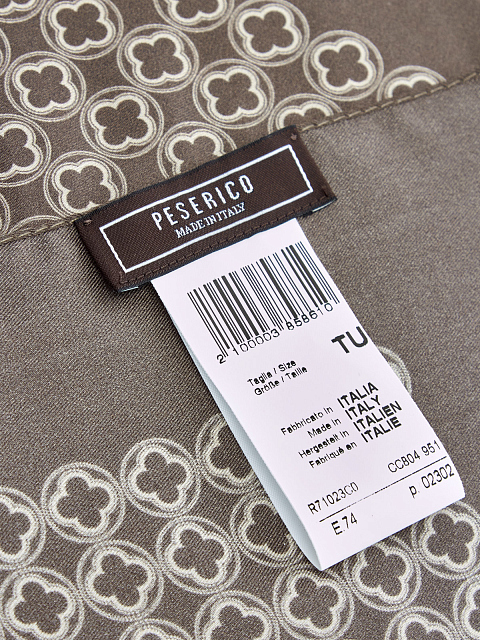 PESERICO
MADE IN ITALY
2 100003 858610
TU
Taglia / Size
Größe / Taille
Fabbricato in ITALIA
Made in ITALY
Hergestellt in ITALIEN
Fabriqué en ITALIE
R71023C0 CCB04 951
E.74 p. 02302